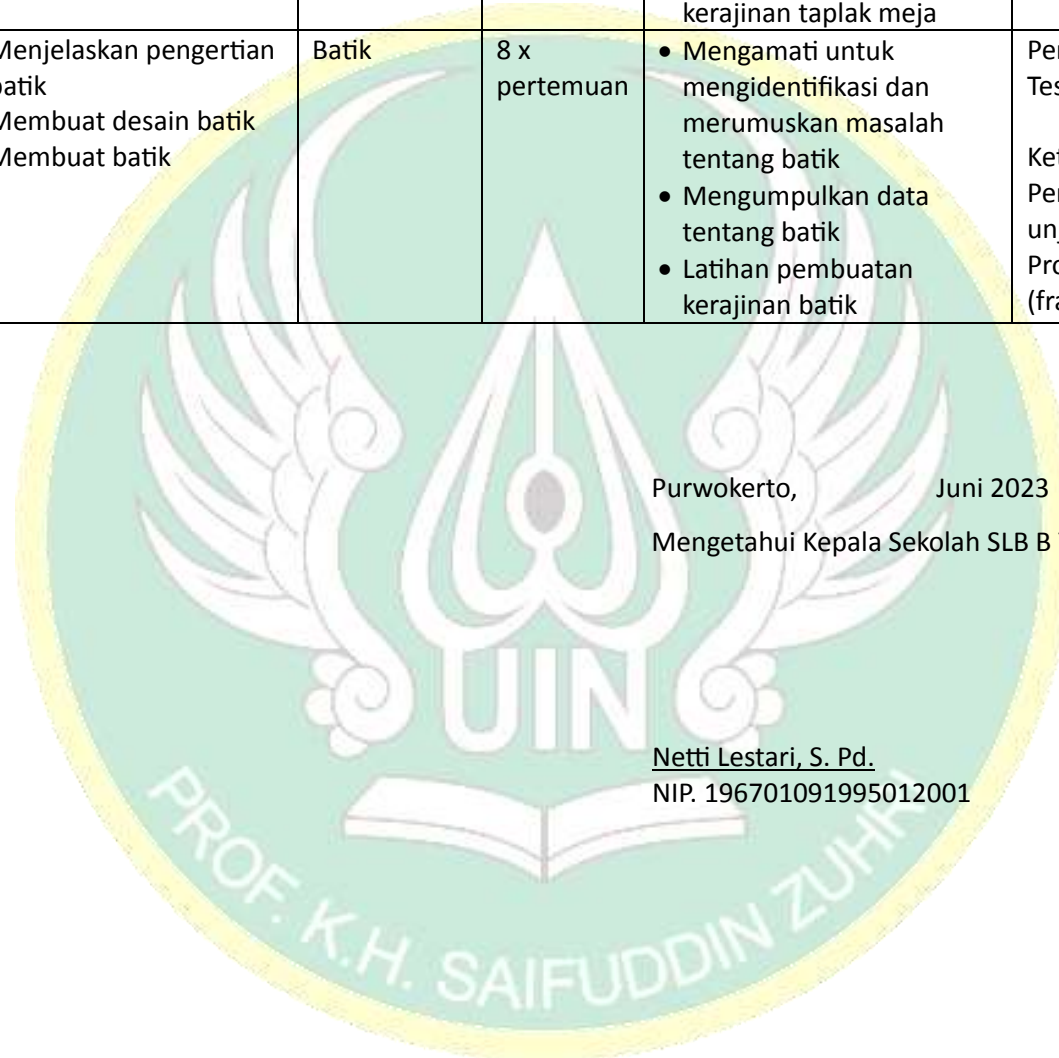 kerajinan taplak meja
Menjelaskan pengertian
batik
Membuat desain batik
Membuat batik
Batik
8 x
pertemuan
• Mengamati untuk
mengidentifikasi dan
merumuskan masalah
tentang batik
• Mengumpulkan data
tentang batik
• Latihan pembuatan
kerajinan batik
Purwokerto, Juni 2023
Mengetahui Kepala Sekolah SLB B
Netti Lestari, S. Pd.
NIP. 196701091995012001
UIN
PROF. K.H. SAIFUDDIN ZUHRI